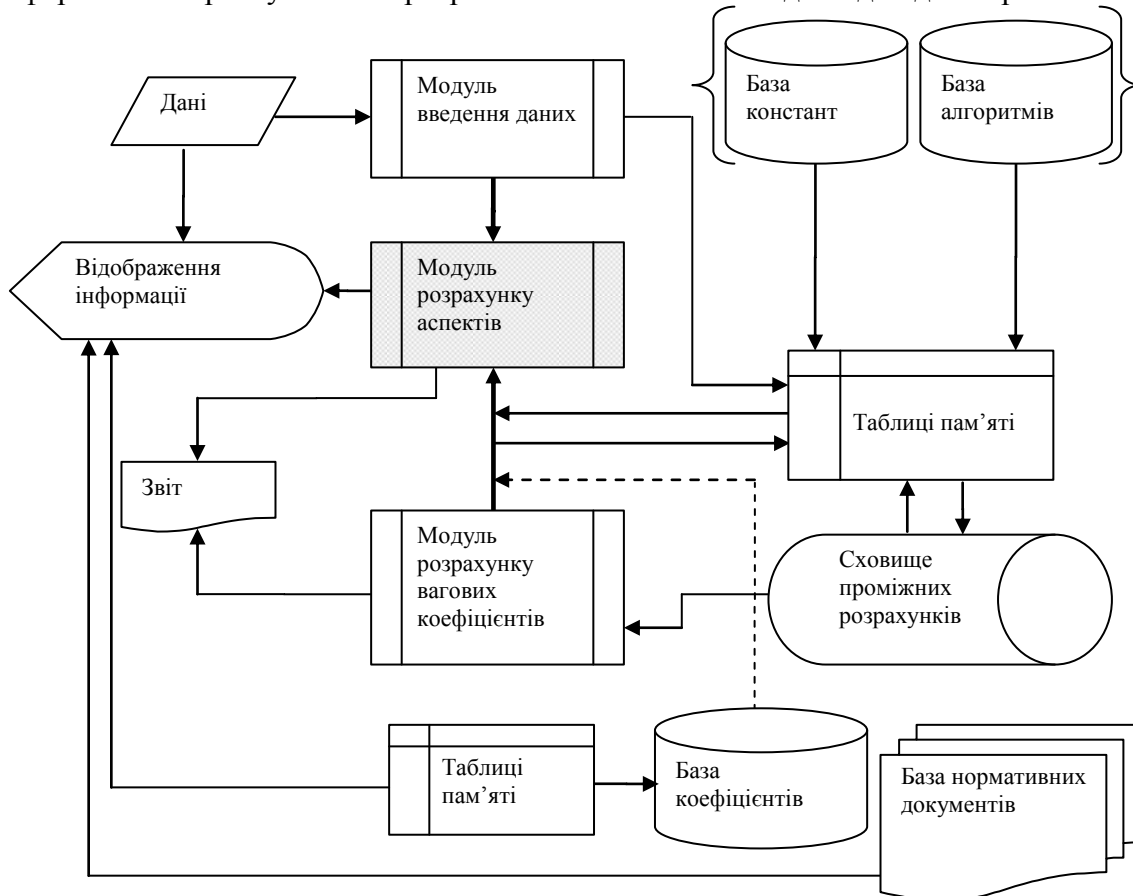 Дані
Модуль
введення даних
База
констант
База
алгоритмів
Відображення
інформації
Модуль
розрахунку
аспектів
Таблиці пам’яті
Звіт
Модуль
розрахунку
вагових
коефіцієнтів
Сховище
проміжних
розрахунків
Таблиці
пам’яті
База
коефіцієнтів
База нормативних
документів